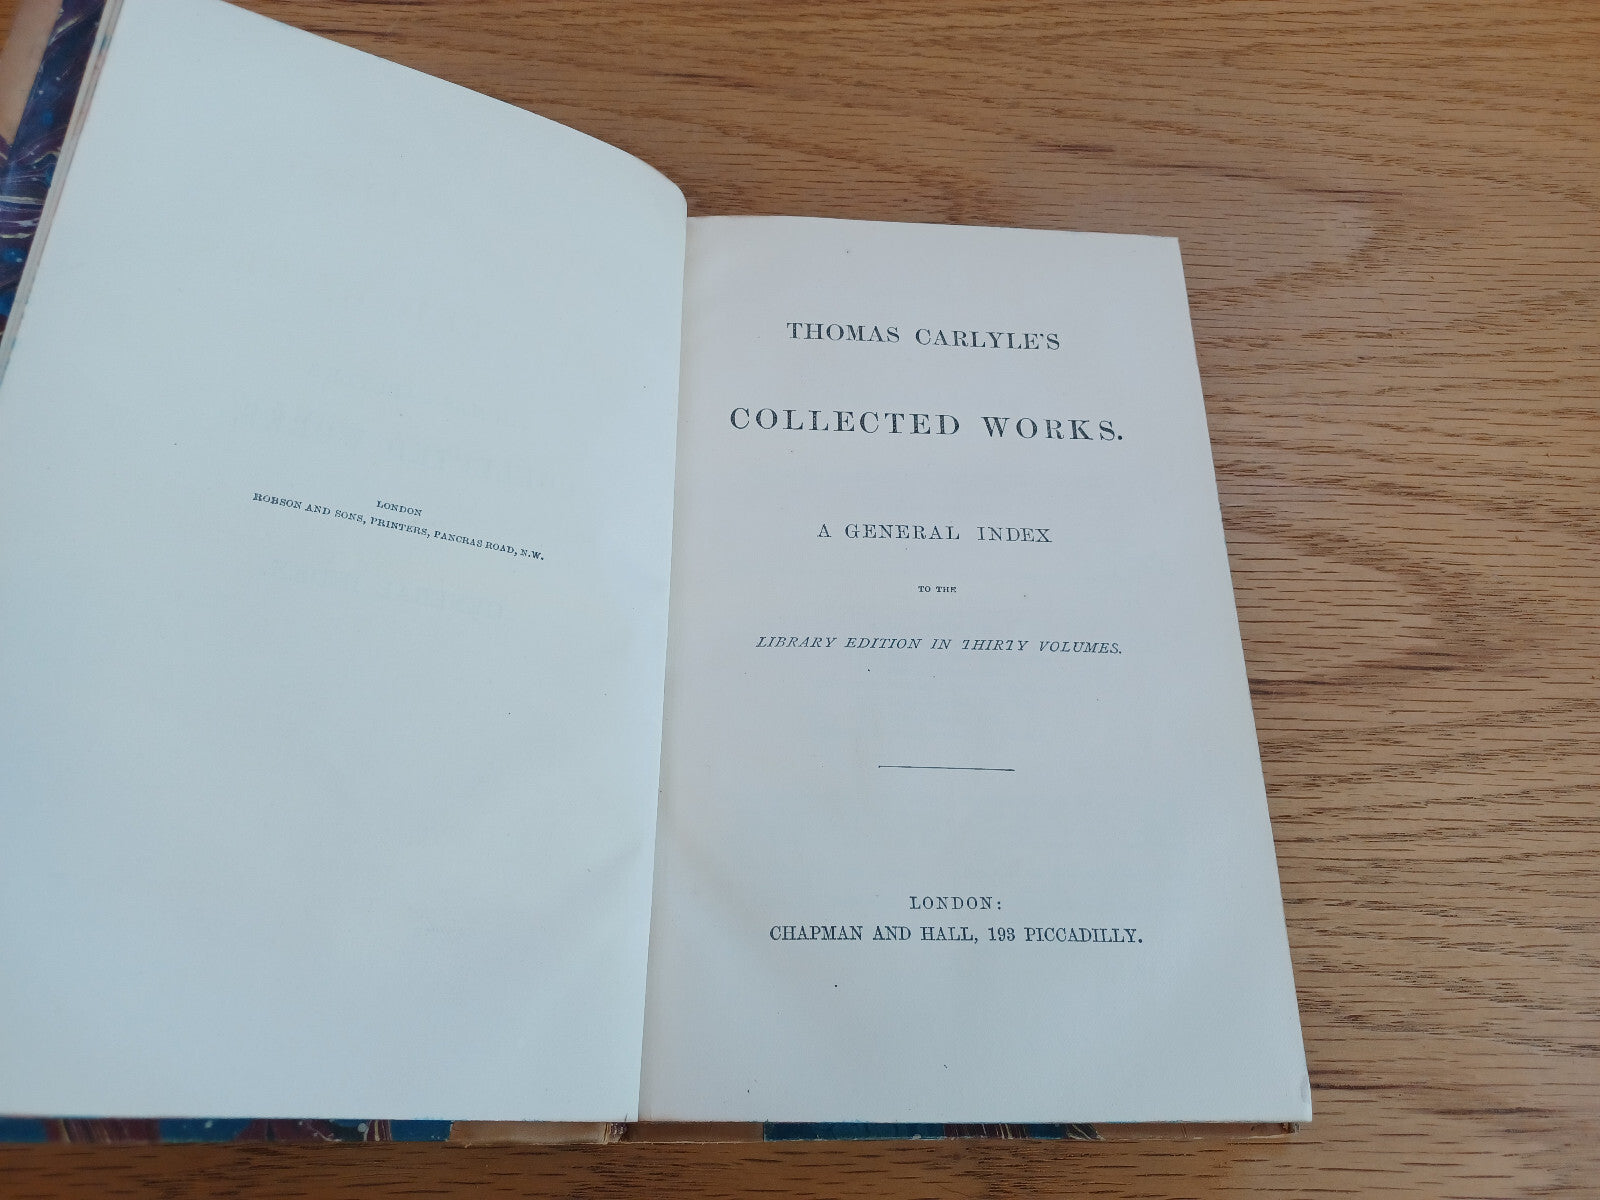 LONDON
ROBSON AND SONS, PRINTERS, PANCRAS ROAD, N.W.
THOMAS CARLYLE'S
COLLECTED WORKS.
A GENERAL INDEX
TO THE
LIBRARY EDITION IN THIRTY VOLUMES.
LONDON:
CHAPMAN AND HALL, 193 PICCADILLY.